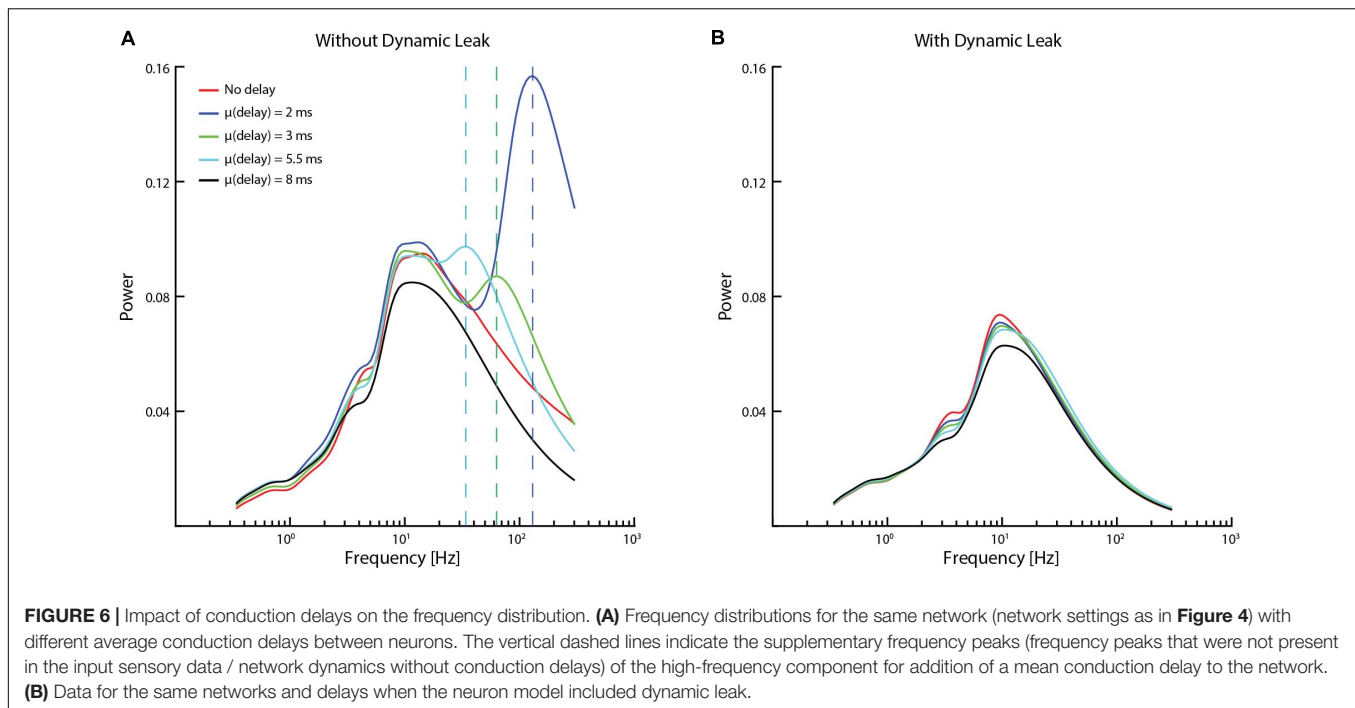 A
Without Dynamic Leak
0.16
0.12
0.08
0.04
Power
No delay
μ(delay) = 2 ms
μ(delay) = 3 ms
μ(delay) = 5.5 ms
μ(delay) = 8 ms
10⁰
10¹
10²
10³
Frequency [Hz]
B
With Dynamic Leak
0.16
0.12
0.08
0.04
Power
10⁰
10¹
10²
10³
Frequency [Hz]
FIGURE 6 | Impact of conduction delays on the frequency distribution. (A) Frequency distributions for the same network (network settings as in Figure 4) with
different average conduction delays between neurons. The vertical dashed lines indicate the supplementary frequency peaks (frequency peaks that were not present
in the input sensory data / network dynamics without conduction delays) of the high-frequency component for addition of a mean conduction delay to the network.
(B) Data for the same networks and delays when the neuron model included dynamic leak.